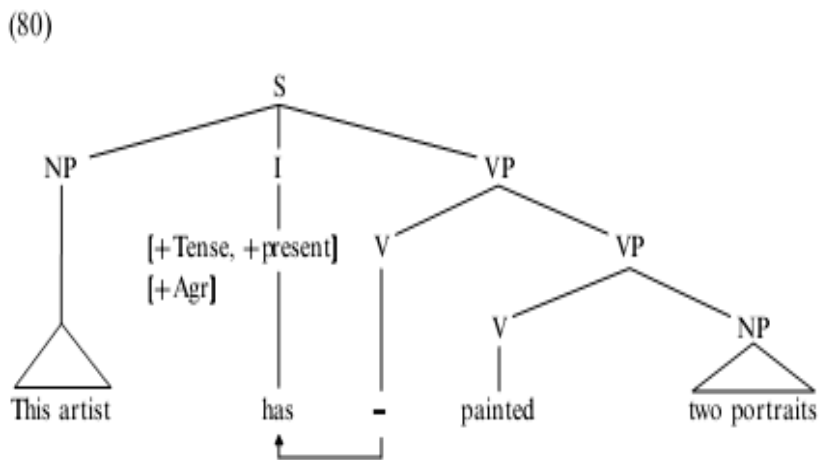 (80)
S
NP I VP
[+Tense, +present] V VP
[+Agr]
V NP
This artist has - painted two portraits